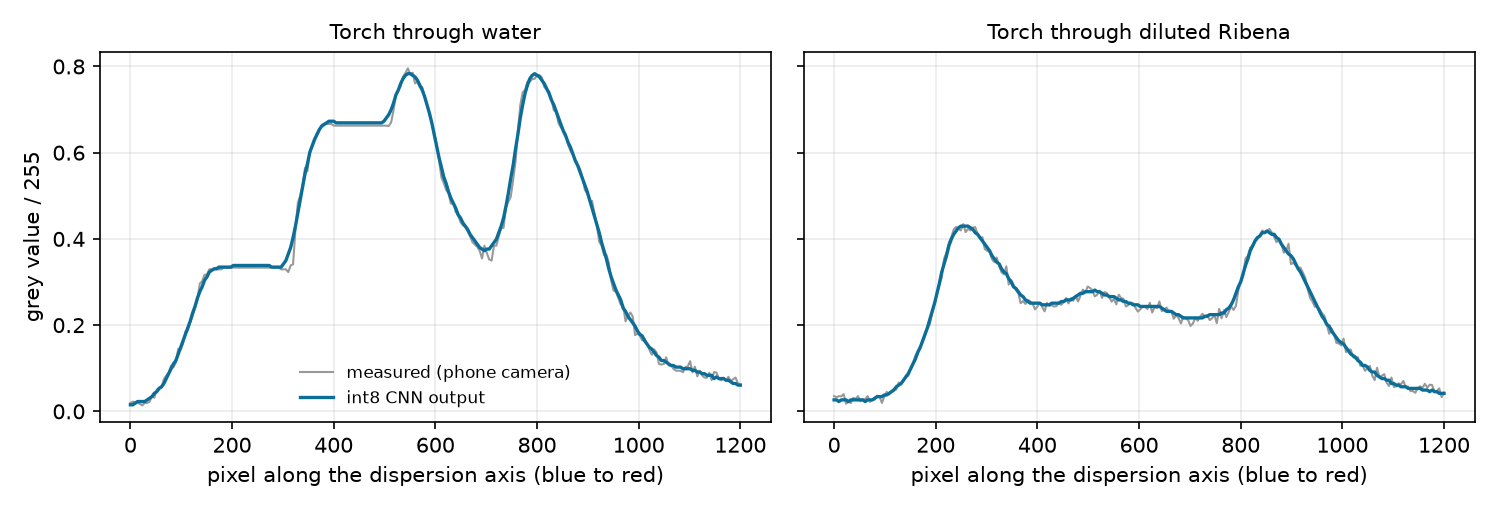 Torch through water
Torch through diluted Ribena
grey value / 255
0.8
0.6
0.4
0.2
0.0
measured (phone camera)
int8 CNN output
0 200 400 600 800 1000 1200
0 200 400 600 800 1000 1200
pixel along the dispersion axis (blue to red)
pixel along the dispersion axis (blue to red)